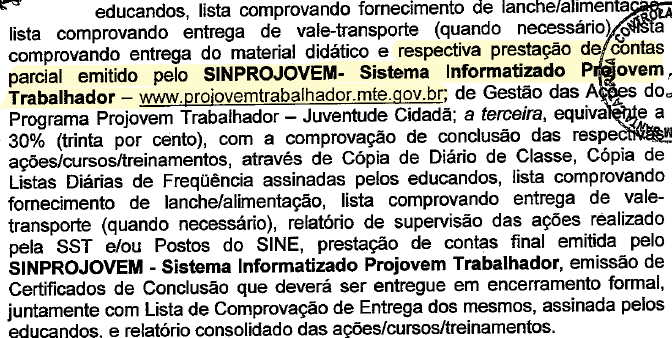 educandos, lista comprovando fornecimento de lanche/alimentação,
lista comprovando entrega de vale-transporte (quando necessário) lista
comprovando entrega do material didático e respectiva prestação de contas
parcial emitido pelo SINPROJOVEM- Sistema Informatizado Projovem
Trabalhador – www.projovemtrabalhador.mte.gov.br; de Gestão das Ações do
Programa Projovem Trabalhador – Juventude Cidadã; a terceira, equivalente a
30% (trinta por cento), com a comprovação de conclusão das respectivas
ações/cursos/treinamentos, através de Cópia de Diário de Classe, Cópia de
Listas Diárias de Freqüência assinadas pelos educandos, lista comprovando
fornecimento de lanche/alimentação, lista comprovando entrega de vale-
transporte (quando necessário), relatório de supervisão das ações realizado
pela SST e/ou Postos do SINE, prestação de contas final emitida pelo
SINPROJOVEM - Sistema Informatizado Projovem Trabalhador, emissão de
Certificados de Conclusão que deverá ser entregue em encerramento formal,
juntamente com Lista de Comprovação de Entrega dos mesmos, assinada pelos
educandos, e relatório consolidado das ações/cursos/treinamentos.